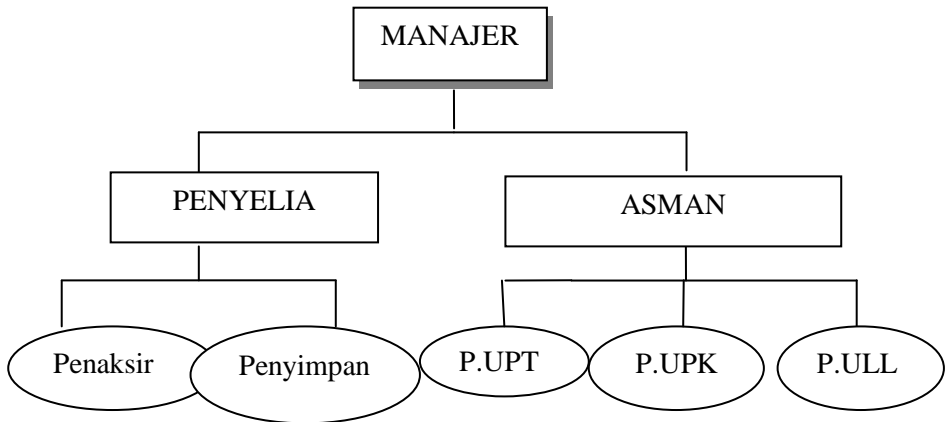 MANAJER
PENYELIA
ASMAN
Penaksir
Penyimpan
P.UPT
P.UPK
P.ULL